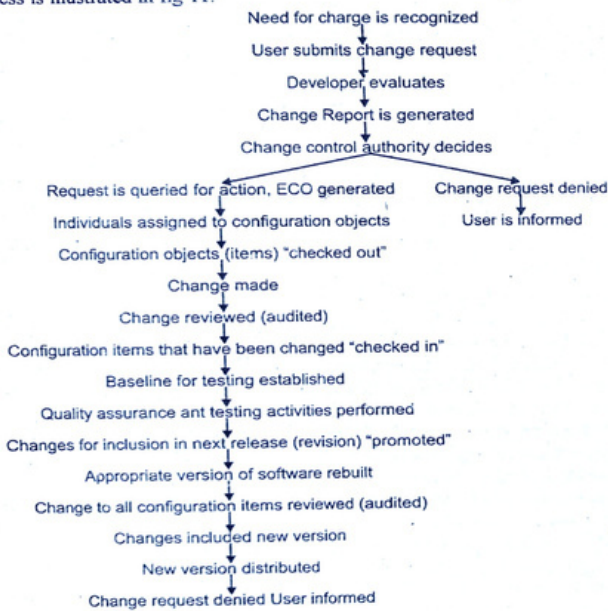 ess is illustrated in fig 11.
Need for charge is recognized
User submits change request
Developer evaluates
Change Report is generated
Change control authority decides
Request is queried for action, ECO generated
Change request denied
Individuals assigned to configuration objects
User is informed
Configuration objects (items) "checked out"
Change made
Change reviewed (audited)
Configuration items that have been changed "checked in"
Baseline for testing established
Quality assurance ant testing activities performed
Changes for inclusion in next release (revision) "promoted"
Appropriate version of software rebuilt
Change to all configuration items reviewed (audited)
Changes included new version
New version distributed
Change request denied User informed